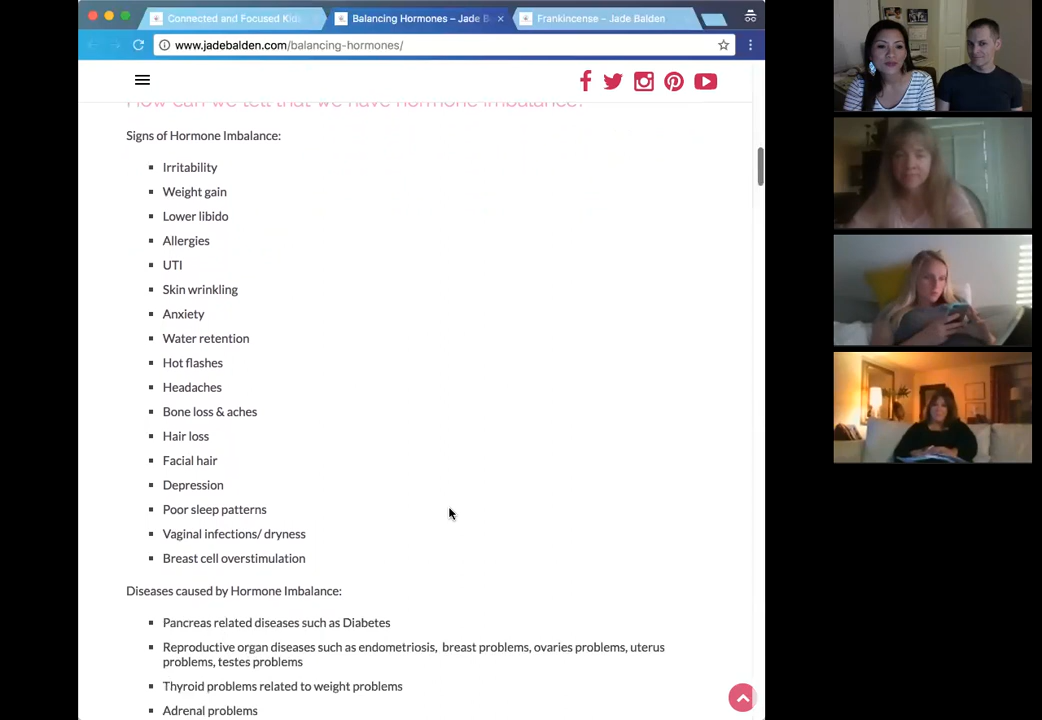 Connected and Focused Kids
Balancing Hormones – Jade B
Frankincense – Jade Balden
www.jadebalden.com/balancing-hormones/
How can we tell that we have hormone imbalance?
Signs of Hormone Imbalance:
Irritability
Weight gain
Lower libido
Allergies
UTI
Skin wrinkling
Anxiety
Water retention
Hot flashes
Headaches
Bone loss & aches
Hair loss
Facial hair
Depression
Poor sleep patterns
Vaginal infections/ dryness
Breast cell overstimulation
Diseases caused by Hormone Imbalance:
Pancreas related diseases such as Diabetes
Reproductive organ diseases such as endometriosis,  breast problems, ovaries problems, uterus
problems, testes problems
Thyroid problems related to weight problems
Adrenal problems